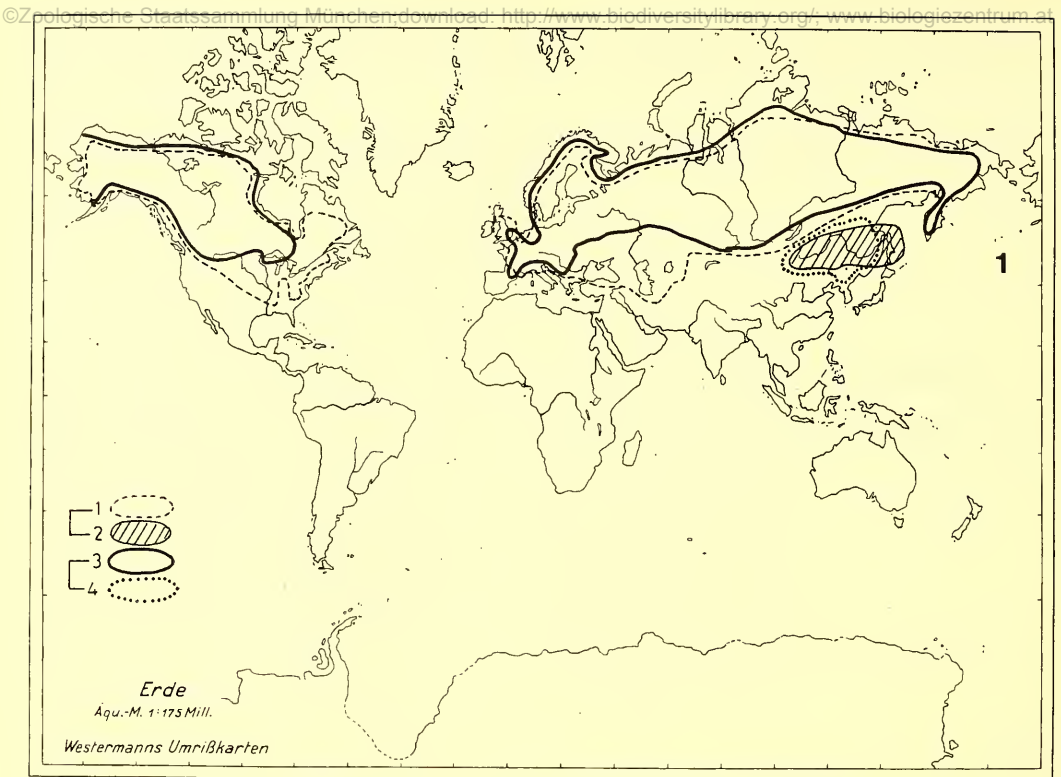 ©Zoologische Staatssammlung München;download: http://www.biodiversitylibrary.org/; www.biologiezentrum.at
1
1
2
3
4
Erde
Äqu.-M. 1:175 Mill.
Westermanns Umrißkarten